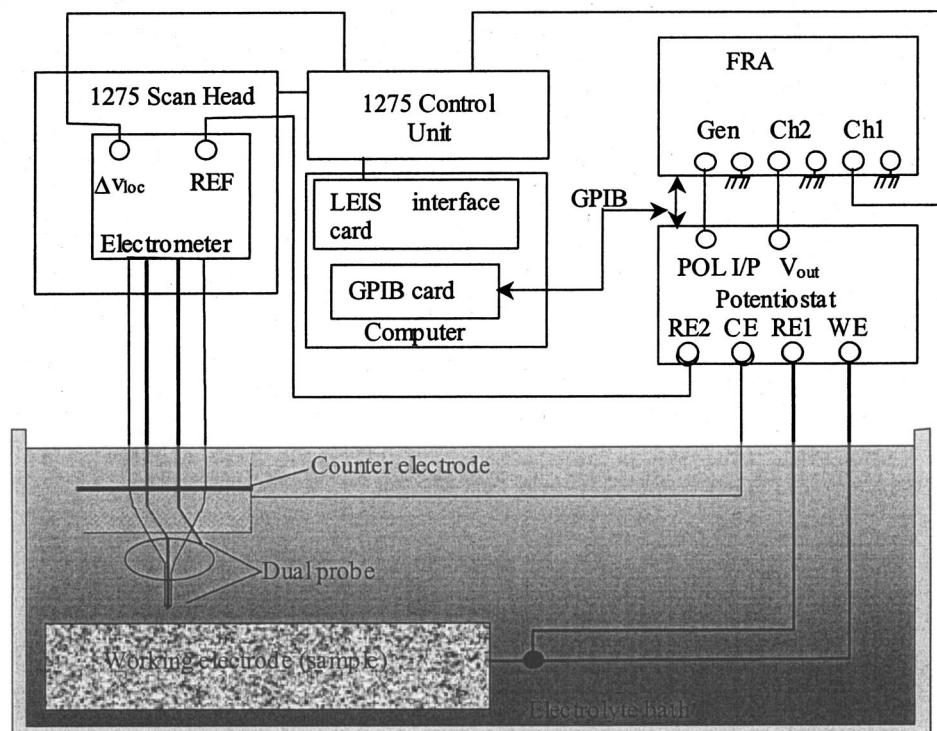 1275 Scan Head
ΔVloc
REF
Electrometer
1275 Control
Unit
LEIS interface
card
GPIB card
Computer
GPIB
FRA
Gen
Ch2
Ch1
POL I/P
Vout
Potentiostat
RE2
CE
RE1
WE
Counter electrode
Dual probe
Working electrode (sample)
Electrolyte bath